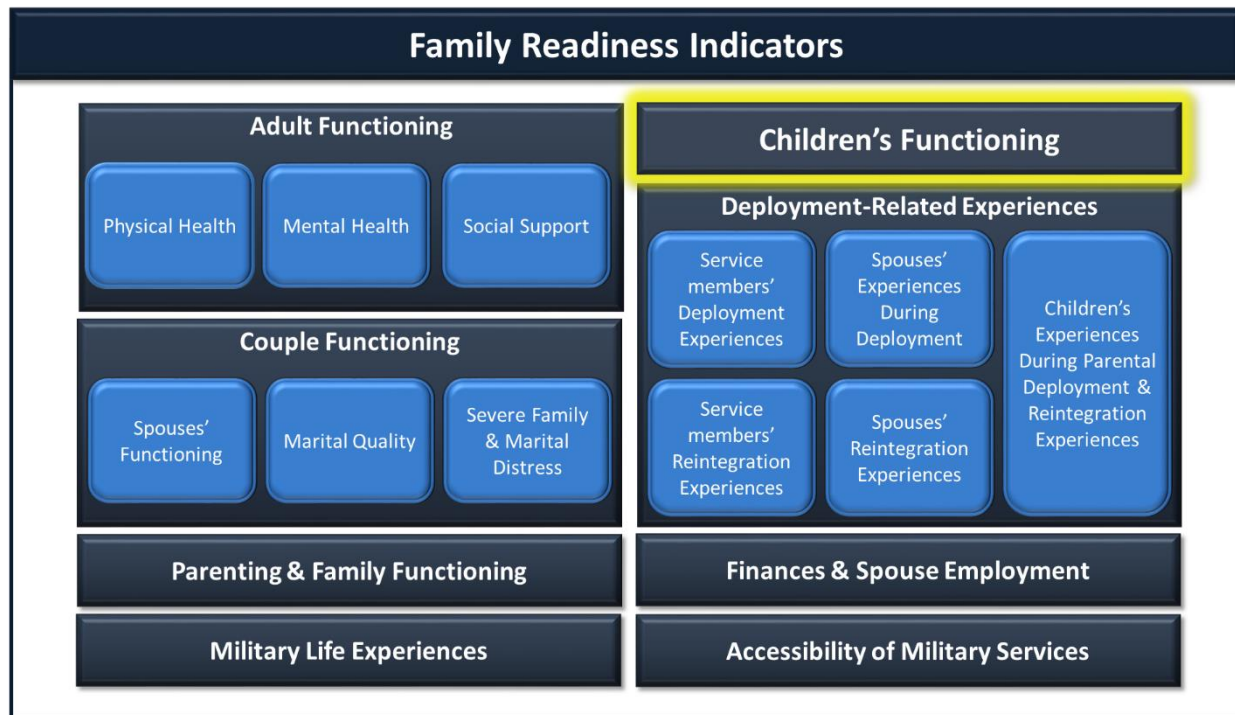 Family Readiness Indicators
Adult Functioning
Physical Health
Mental Health
Social Support
Couple Functioning
Spouses'
Functioning
Marital Quality
Severe Family
& Marital
Distress
Parenting & Family Functioning
Military Life Experiences
Children's Functioning
Deployment-Related Experiences
Service
members'
Deployment
Experiences
Spouses'
Experiences
During
Deployment
Children's
Experiences
During Parental
Deployment &
Reintegration
Experiences
Service
members'
Reintegration
Experiences
Spouses'
Reintegration
Experiences
Finances & Spouse Employment
Accessibility of Military Services